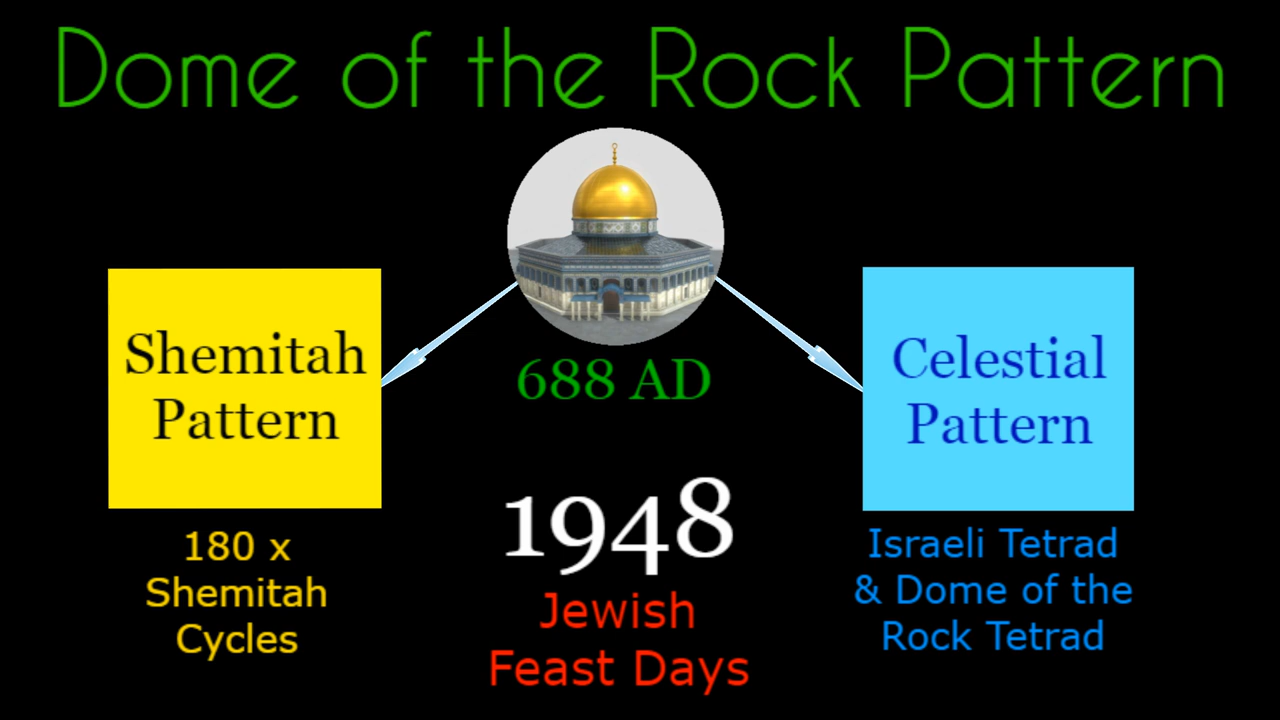 Dome of the Rock Pattern
688 AD
Shemitah
Pattern
180 x
Shemitah
Cycles
1948
Jewish
Feast Days
Celestial
Pattern
Israeli Tetrad
& Dome of the
Rock Tetrad